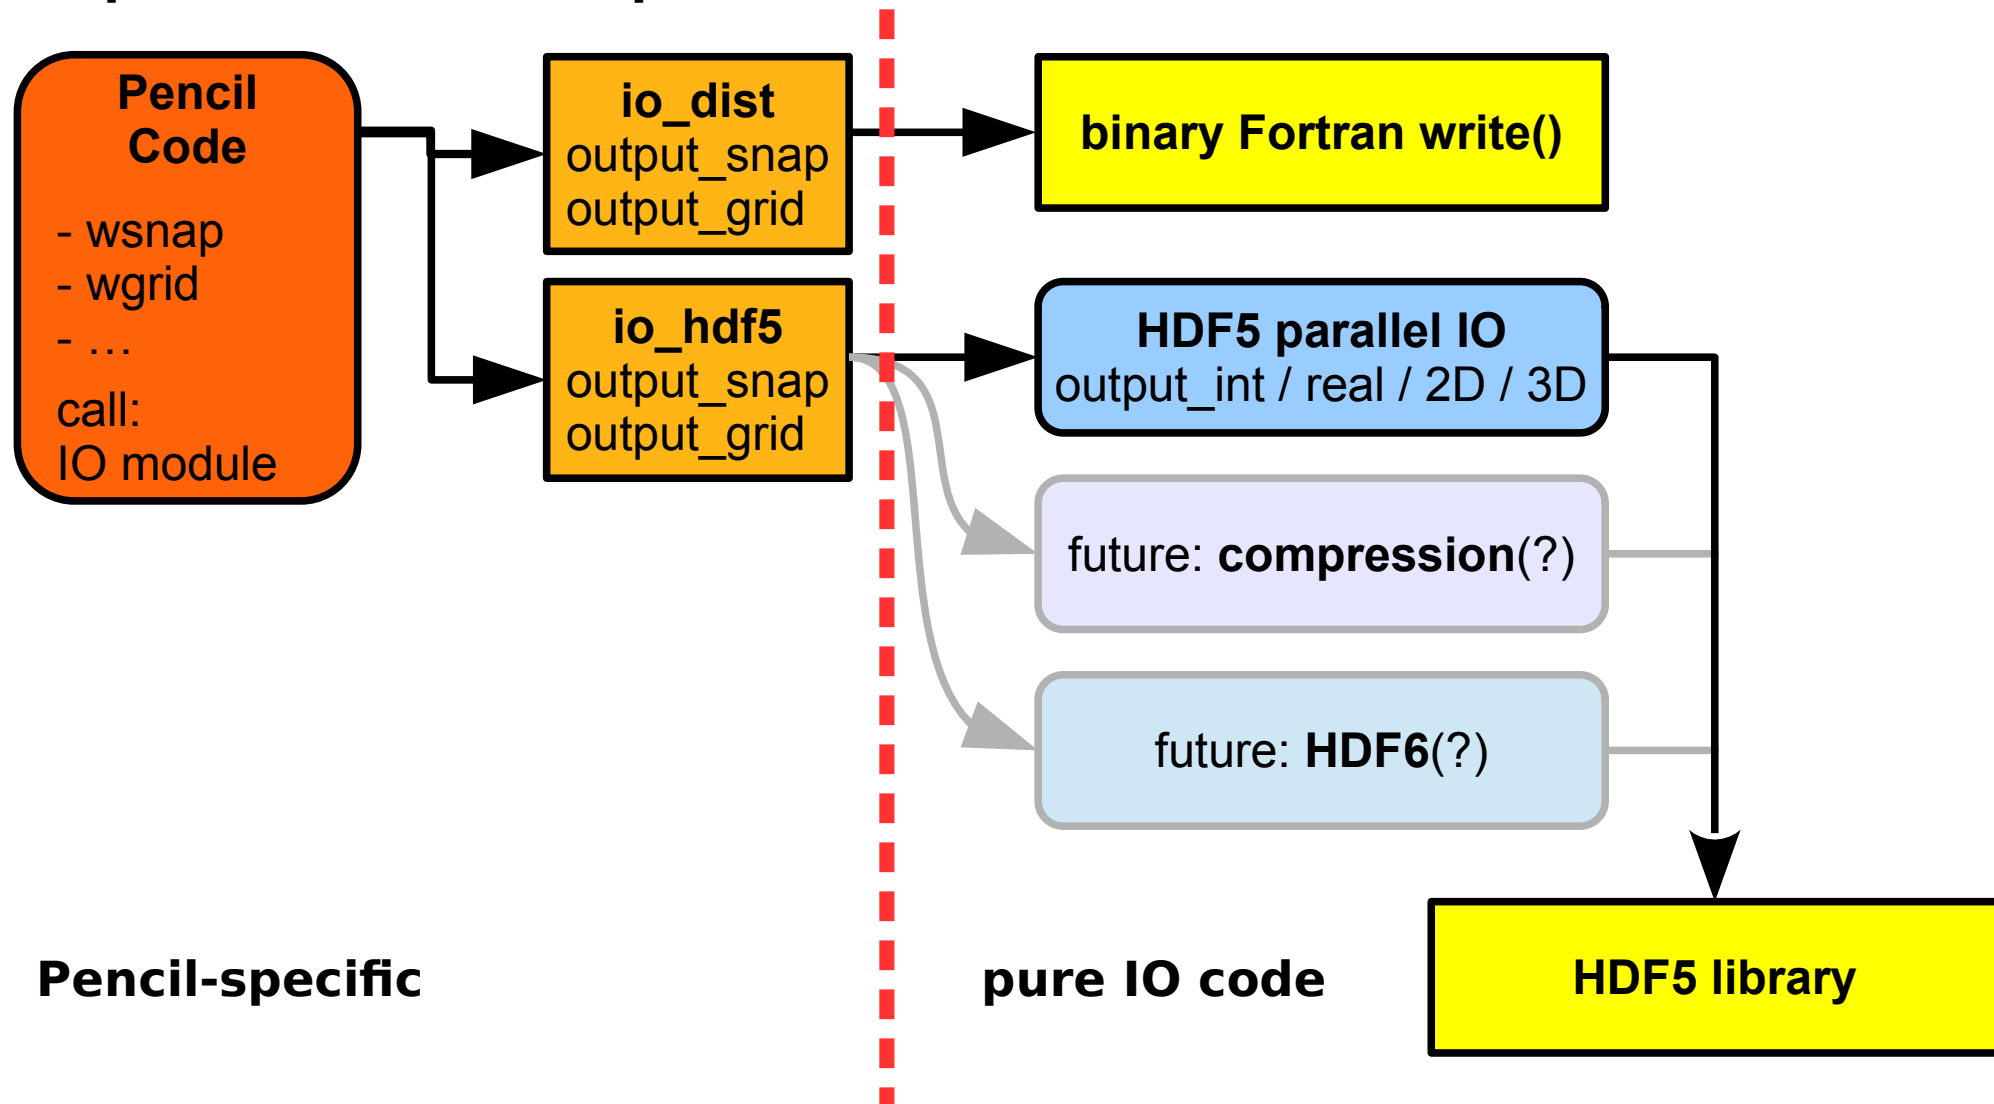 Pencil
Code
- wsnap
- wgrid
- …
call:
IO module
io_dist
output_snap
output_grid
io_hdf5
output_snap
output_grid
binary Fortran write()
HDF5 parallel IO
output_int / real / 2D / 3D
future: compression(?)
future: HDF6(?)
HDF5 library
Pencil-specific
pure IO code